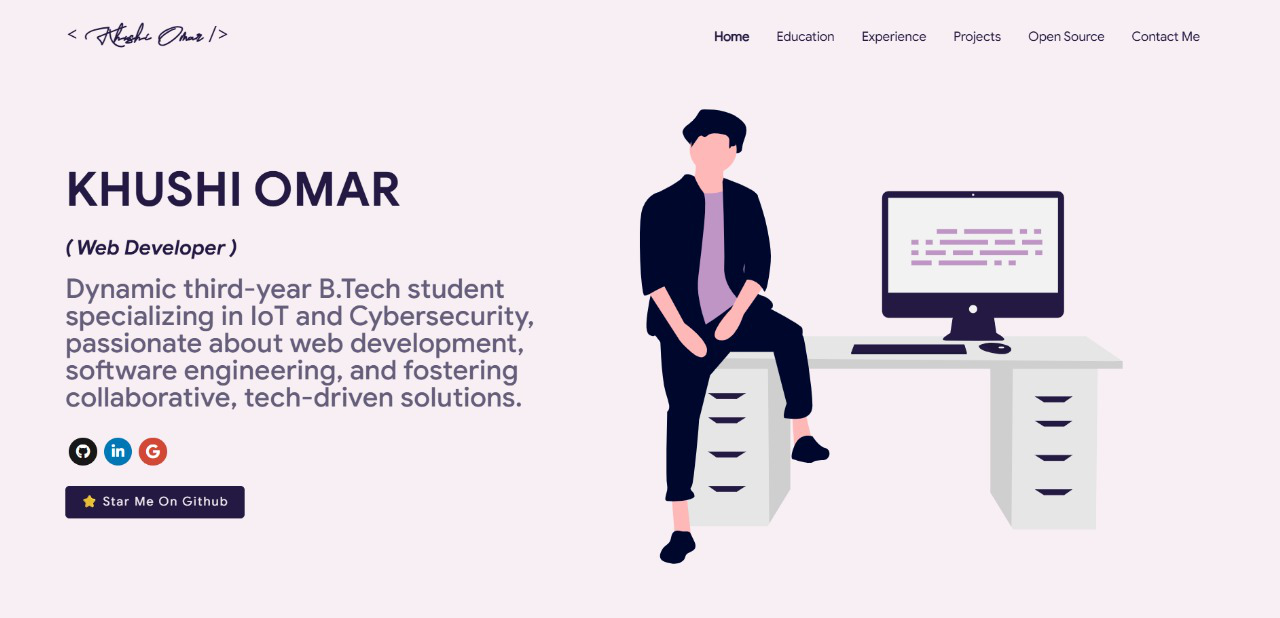 < Khushi Omar />
Home Education Experience Projects Open Source Contact Me
KHUSHI OMAR
( Web Developer )
Dynamic third-year B.Tech student
specializing in IoT and Cybersecurity,
passionate about web development,
software engineering, and fostering
collaborative, tech-driven solutions.
in G
⭐ Star Me On Github